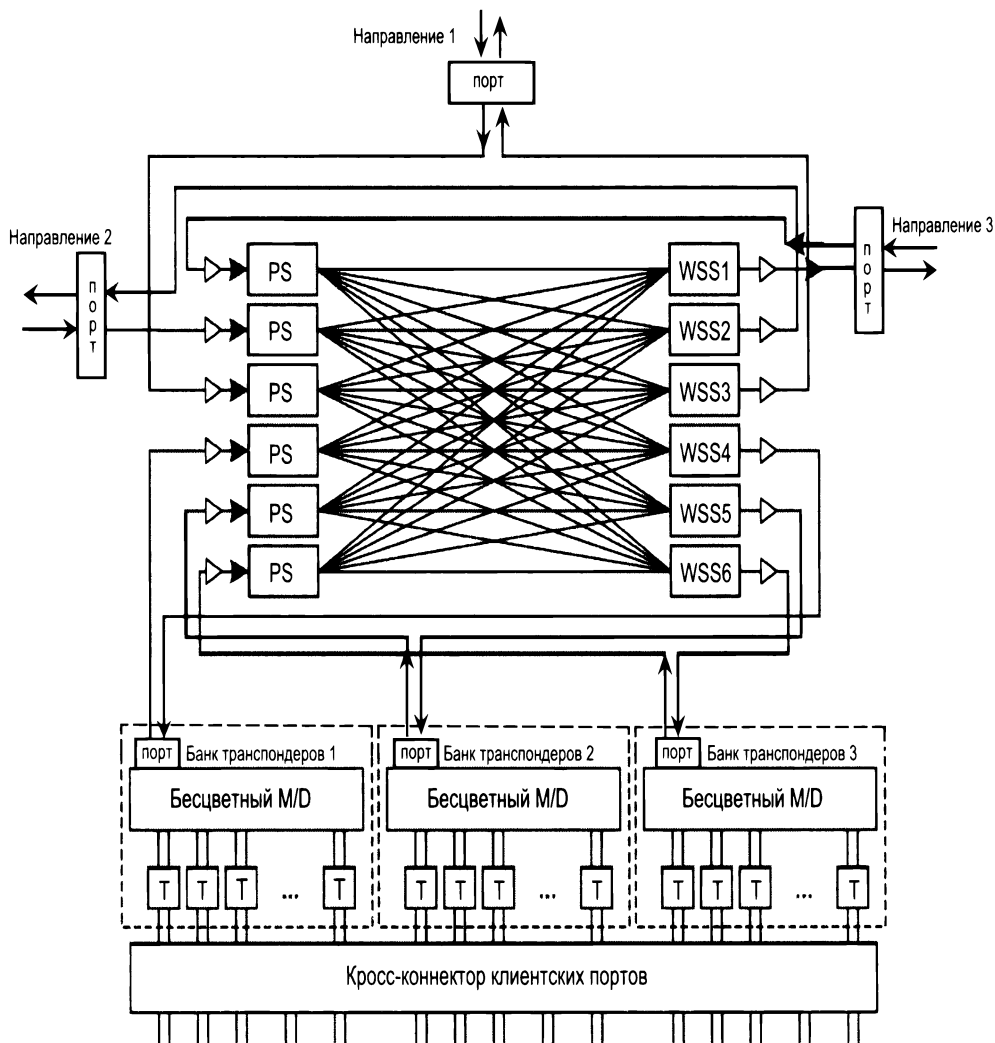 Направление 1
порт
Направление 2
порт
Направление 3
порт
PS
WSS1
PS
WSS2
PS
WSS3
PS
WSS4
PS
WSS5
PS
WSS6
порт
Банк транспондеров 1
порт
Банк транспондеров 2
порт
Банк транспондеров 3
Бесцветный M/D
Бесцветный M/D
Бесцветный M/D
T T T ... T
T T T ... T
T T T ... T
Кросс-коннектор клиентских портов